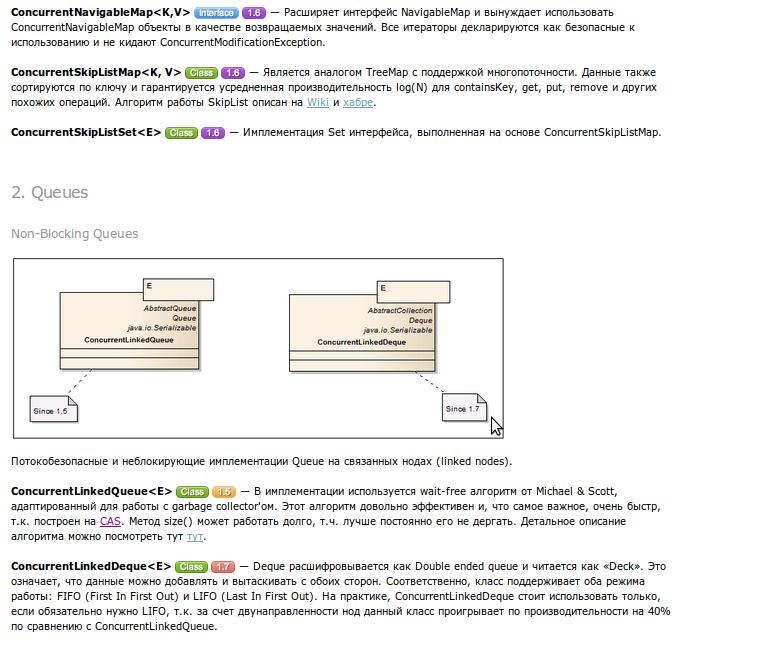 ConcurrentNavigableMap<K,V> Interface 1.6 — Расширяет интерфейс NavigableMap и вынуждает использовать
ConcurrentNavigableMap объекты в качестве возвращаемых значений. Все итераторы декларируются как безопасные к
использованию и не кидают ConcurrentModificationException.
ConcurrentSkipListMap<K, V> Class 1.6 — Является аналогом TreeMap с поддержкой многопоточности. Данные также
сортируются по ключу и гарантируется усредненная производительность log(N) для containsKey, get, put, remove и других
похожих операций. Алгоритм работы SkipList описан на Wiki и хабре.
ConcurrentSkipListSet<E> Class 1.6 — Имплементация Set интерфейса, выполненная на основе ConcurrentSkipListMap.
2. Queues
Non-Blocking Queues
E
AbstractQueue
Queue
java.io.Serializable
ConcurrentLinkedQueue
Since 1.5
E
AbstractCollection
Deque
java.io.Serializable
ConcurrentLinkedDeque
Since 1.7
Потокобезопасные и неблокирующие имплементации Queue на связанных нодах (linked nodes).
ConcurrentLinkedQueue<E> Class 1.5 — В имплементации используется wait-free алгоритм от Michael & Scott,
адаптированный для работы с garbage collector'ом. Этот алгоритм довольно эффективен и, что самое важное, очень быстр,
т.к. построен на CAS. Метод size() может работать долго, т.ч. лучше постоянно его не дергать. Детальное описание
алгоритма можно посмотреть тут тут.
ConcurrentLinkedDeque<E> Class 1.7 — Deque расшифровывается как Double ended queue и читается как «Deck». Это
означает, что данные можно добавлять и вытаскивать с обоих сторон. Соответственно, класс поддерживает оба режима
работы: FIFO (First In First Out) и LIFO (Last In First Out). На практике, ConcurrentLinkedDeque стоит использовать только,
если обязательно нужно LIFO, т.к. за счет двунаправленности нод данный класс проигрывает по производительности на 40%
по сравнению с ConcurrentLinkedQueue.